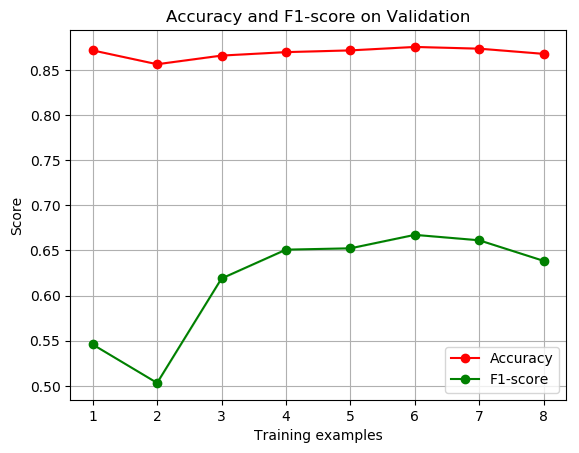 Accuracy and F1-score on Validation
0.85
0.80
0.75
0.70
0.65
0.60
0.55
0.50
Score
1 2 3 4 5 6 7 8
Training examples
Accuracy
F1-score